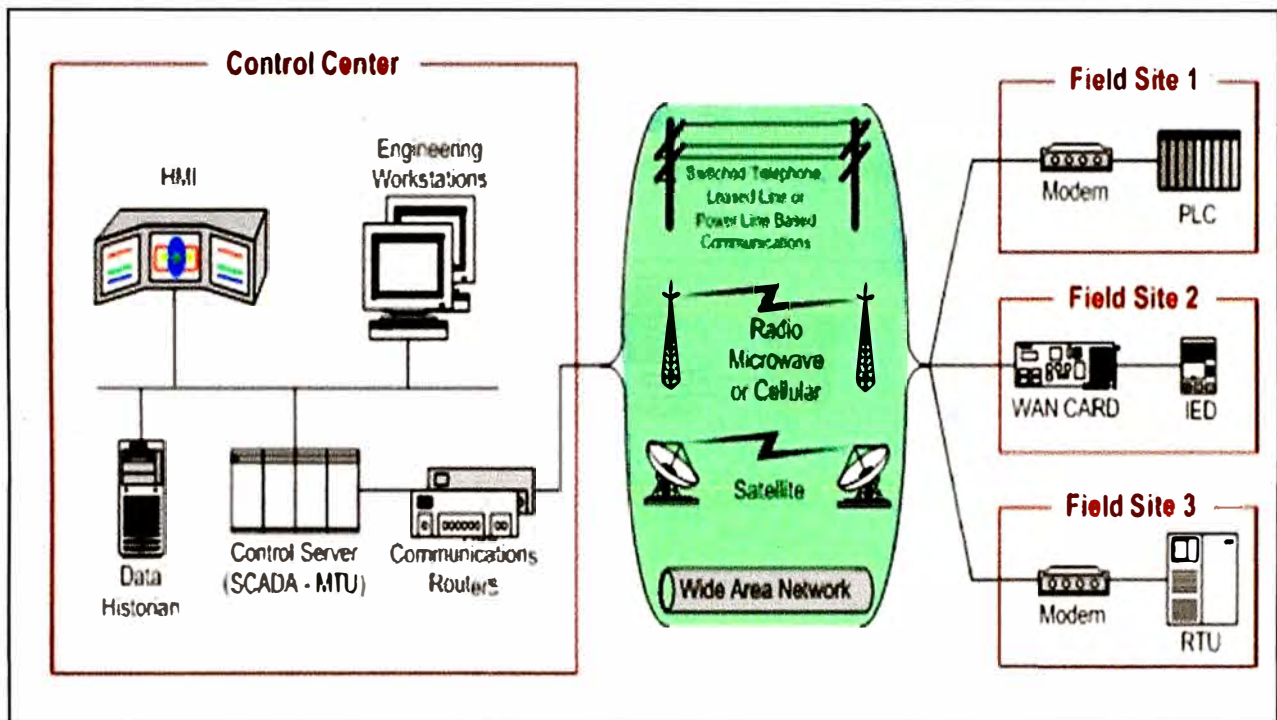 Control Center
HMI
Engineering
Workstations
Data
Historian
Control Server
(SCADA - MTU)
Communications
Routers
Switched Telephone,
Leased Line or
Power Line Based
Communications
Radio
Microwave
or Cellular
Satellite
Wide Area Network
Field Site 1
Modem
PLC
Field Site 2
WAN CARD
IED
Field Site 3
Modem
RTU